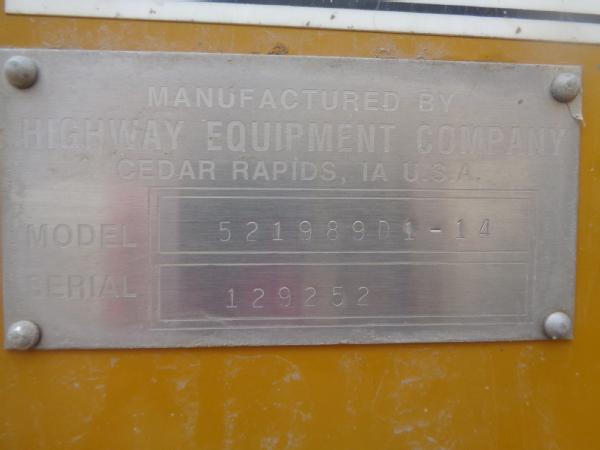 MANUFACTURED BY
HIGHWAY EQUIPMENT COMPANY
CEDAR RAPIDS, IA U.S.A.
MODEL 521989D1-14
SERIAL 129252